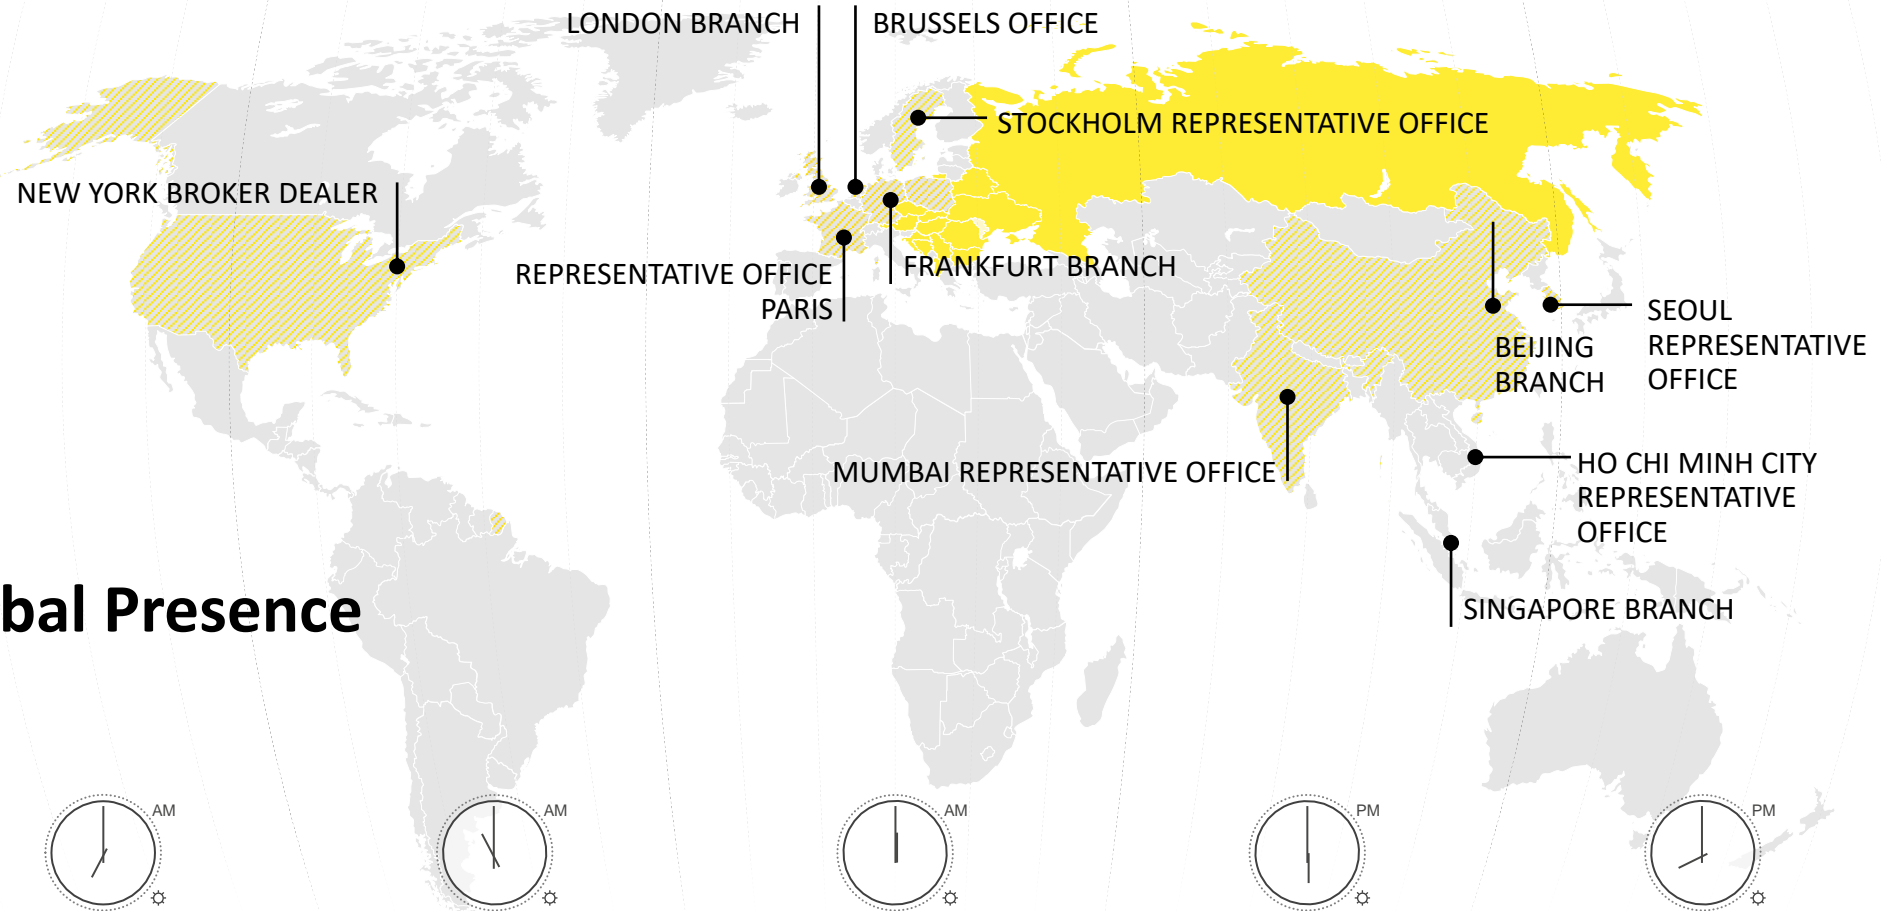 LONDON BRANCH
BRUSSELS OFFICE
STOCKHOLM REPRESENTATIVE OFFICE
NEW YORK BROKER DEALER
REPRESENTATIVE OFFICE
PARIS
FRANKFURT BRANCH
BEIJING
BRANCH
SEOUL
REPRESENTATIVE
OFFICE
MUMBAI REPRESENTATIVE OFFICE
HO CHI MINH CITY
REPRESENTATIVE
OFFICE
SINGAPORE BRANCH
bal Presence
AM
AM
AM
PM
PM